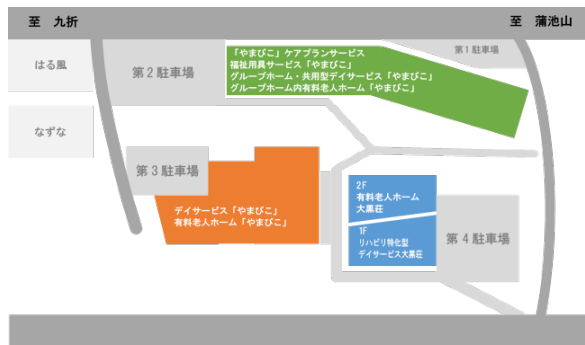 至 九折
至 蒲池山
はる風
第2駐車場
「やまびこ」ケアプランサービス
福祉用具サービス「やまびこ」
グループホーム・共用型デイサービス「やまびこ」
グループホーム内有料老人ホーム「やまびこ」
第1駐車場
なずな
第3駐車場
デイサービス「やまびこ」
有料老人ホーム「やまびこ」
2F
有料老人ホーム
大黒荘
1F
リハビリ特化型
デイサービス大黒荘
第4駐車場